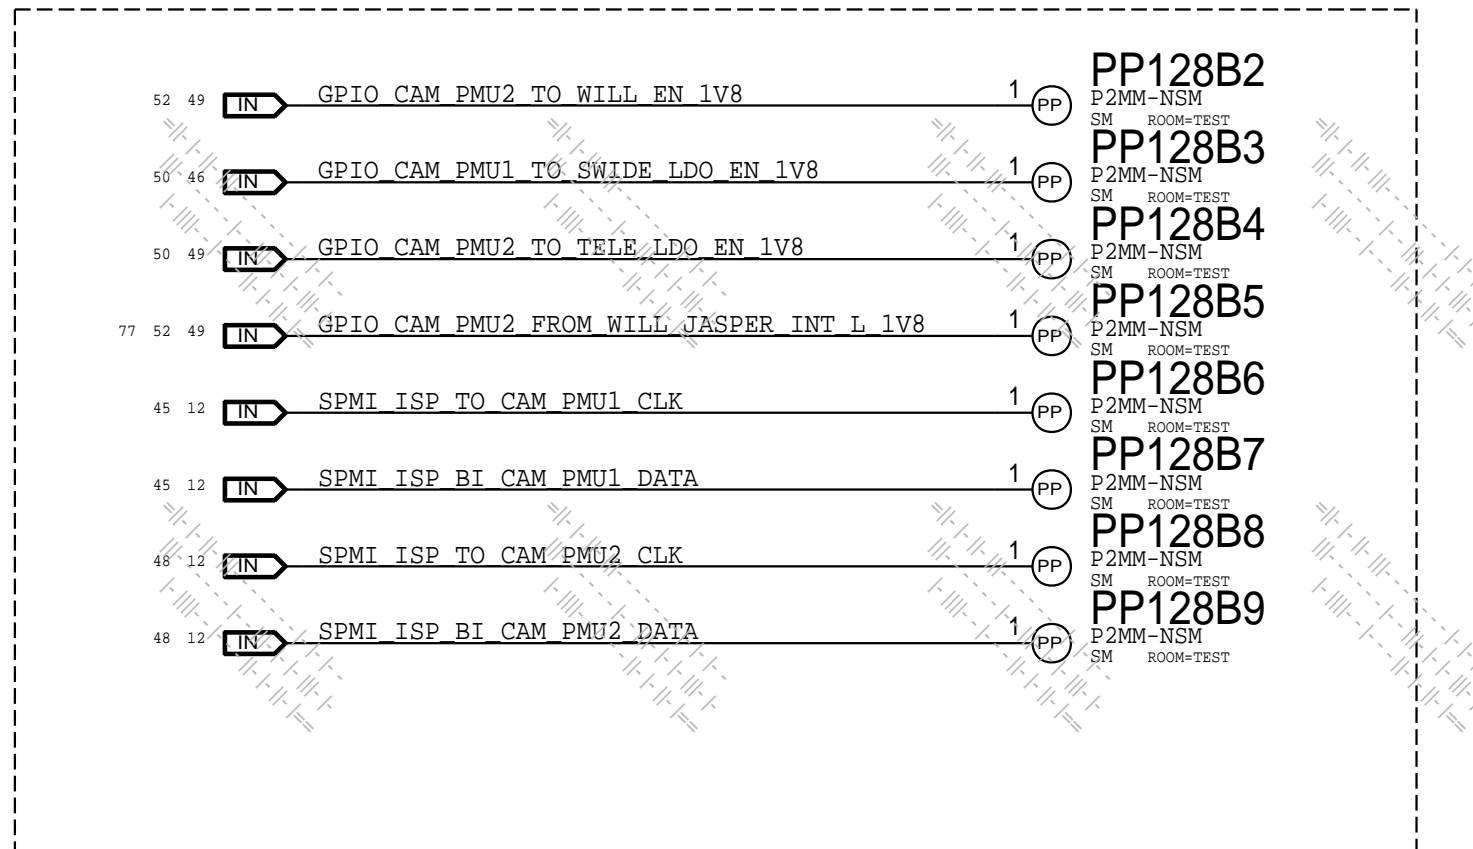 PP128B2
52 49 IN GPIO_CAM_PMU2_TO_WILL_EN_1V8 1 PP P2MM-NSM
SM ROOM=TEST
PP128B3
50 46 IN GPIO_CAM_PMU1_TO_SWIDE_LDO_EN_1V8 1 PP P2MM-NSM
SM ROOM=TEST
PP128B4
50 49 IN GPIO_CAM_PMU2_TO_TELE_LDO_EN_1V8 1 PP P2MM-NSM
SM ROOM=TEST
PP128B5
77 52 49 IN GPIO_CAM_PMU2_FROM_WILL_JASPER_INT_L_1V8 1 PP P2MM-NSM
SM ROOM=TEST
PP128B6
45 12 IN SPMI_ISP_TO_CAM_PMU1_CLK 1 PP P2MM-NSM
SM ROOM=TEST
PP128B7
45 12 IN SPMI_ISP_BI_CAM_PMU1_DATA 1 PP P2MM-NSM
SM ROOM=TEST
PP128B8
48 12 IN SPMI_ISP_TO_CAM_PMU2_CLK 1 PP P2MM-NSM
SM ROOM=TEST
PP128B9
48 12 IN SPMI_ISP_BI_CAM_PMU2_DATA 1 PP P2MM-NSM
SM ROOM=TEST